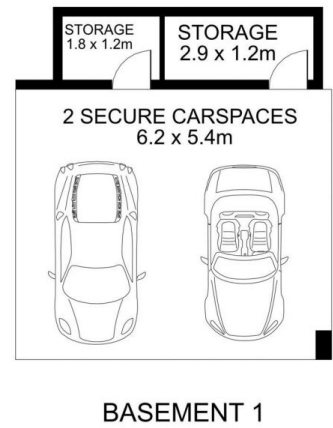 STORAGE
1.8 x 1.2m
STORAGE
2.9 x 1.2m
2 SECURE CARSPACES
6.2 x 5.4m
BASEMENT 1